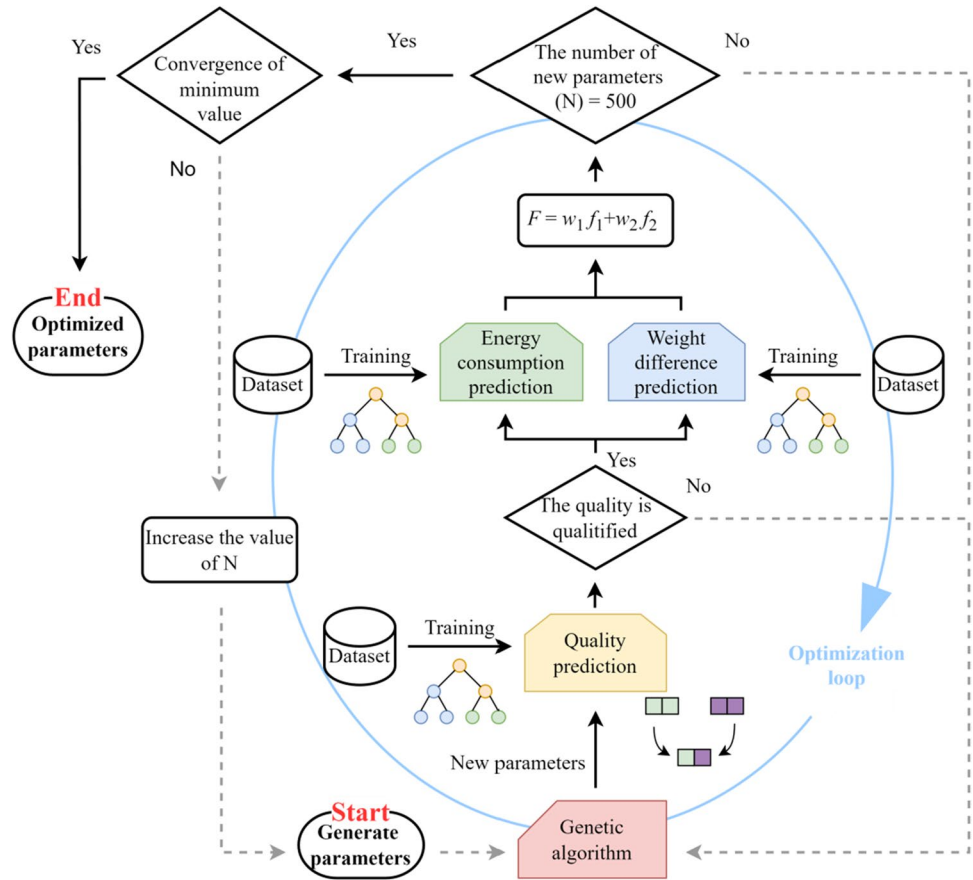 Yes
Convergence of
minimum
value
Yes
The number of
new parameters
(N) = 500
No
No
F = w1 f1+w2 f2
End
Optimized
parameters
Dataset
Training
Energy
consumption
prediction
Weight
difference
prediction
Training
Dataset
Yes
The quality is
qualitified
No
Increase the value
of N
Dataset
Training
Quality
prediction
Optimization
loop
New parameters
Start
Generate
parameters
Genetic
algorithm